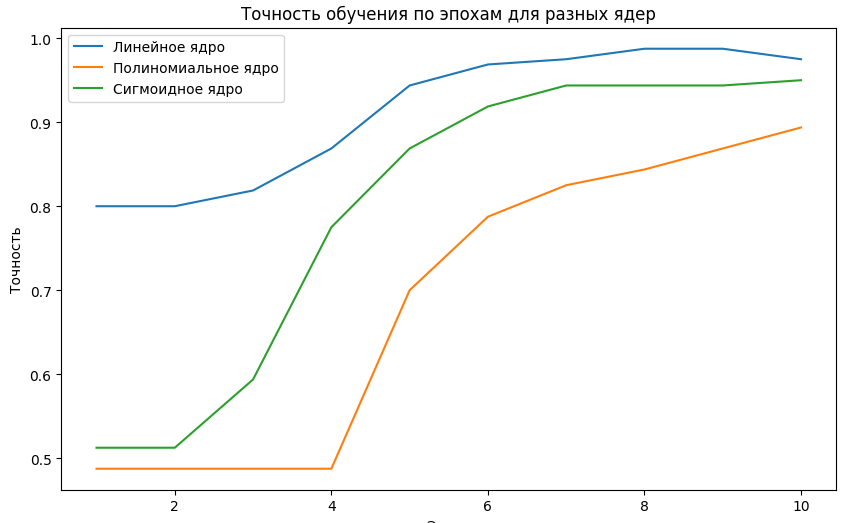 Точность обучения по эпохам для разных ядер
Линейное ядро
Полиномиальное ядро
Сигмоидное ядро
Точность
1.0
0.9
0.8
0.7
0.6
0.5
2
4
6
8
10